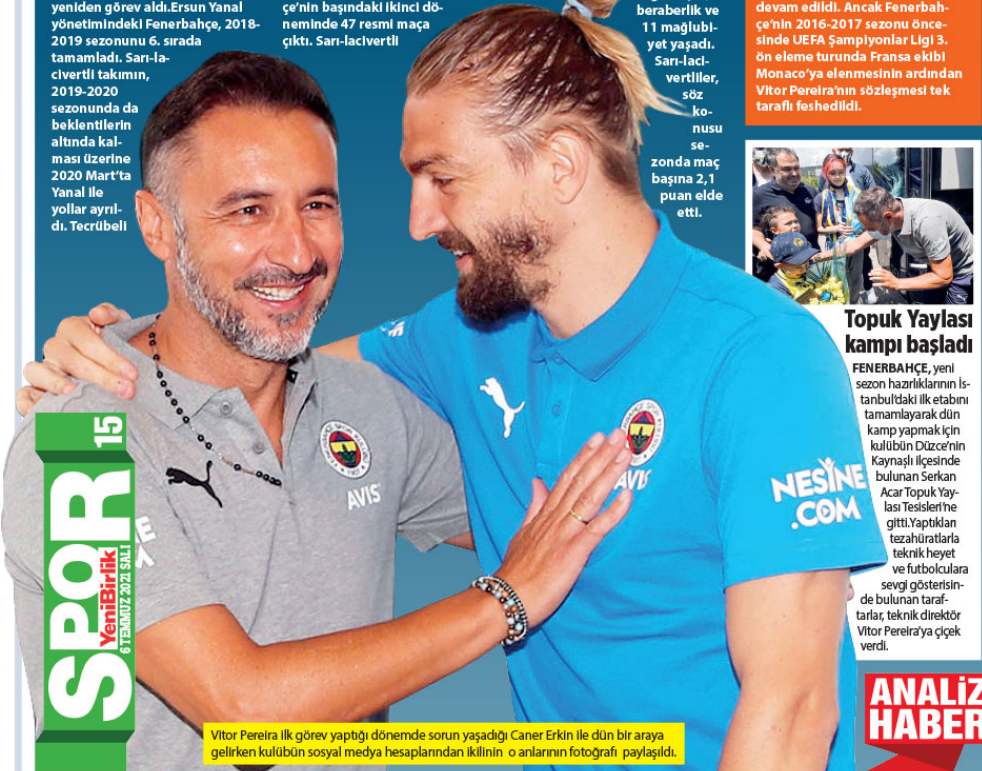 yeniden görev aldı.Ersun Yanal
yönetimindeki Fenerbahçe, 2018-
2019 sezonunu 6. sırada
tamamladı. Sarı-la-
civertli takımın,
2019-2020
sezonunda da
beklentilerin
altında kal-
ması üzerine
2020 Mart'ta
Yanal ile
yollar ayrıl-
dı. Tecrübeli
çe'nin başındaki ikinci dö-
neminde 47 resmi maça
çıktı. Sarı-lacivertli
beraberlik ve
11 mağlubi-
yet yaşadı.
Sarı-laci-
vertliler,
söz
ko-
nusu
se-
zonda maç
başına 2,1
puan elde
etti.
devam edildi. Ancak Fenerbah-
çe'nin 2016-2017 sezonu önce-
sinde UEFA Şampiyonlar Ligi 3.
ön eleme turunda Fransa ekibi
Monaco'ya elenmesinin ardından
Vitor Pereira'nın sözleşmesi tek
taraflı feshedildi.
Topuk Yaylası
kampı başladı
FENERBAHÇE, yeni
sezon hazırlıklarının İs-
tanbul'daki ilk etabını
tamamlayarak dün
kamp yapmak için
kulübün Düzce'nin
Kaynaşlı ilçesinde
bulunan Serkan
Acar Topuk Yay-
lası Tesisleri'ne
gitti.Yaptıkları
tezahüratlarla
teknik heyet
ve futbolculara
sevgi gösterisin-
de bulunan taraf-
tarlar, teknik direktör
Vitor Pereira'ya çiçek
verdi.
ANALİZ
HABER
SPOR 15
YeniBirlik
6 TEMMUZ 2021 SALI
AVIS
AVIS
NESİNE
.COM
Vitor Pereira ilk görev yaptığı dönemde sorun yaşadığı Caner Erkin ile dün bir araya
gelirken kulübün sosyal medya hesaplarından ikilinin o anlarının fotoğrafı paylaşıldı.